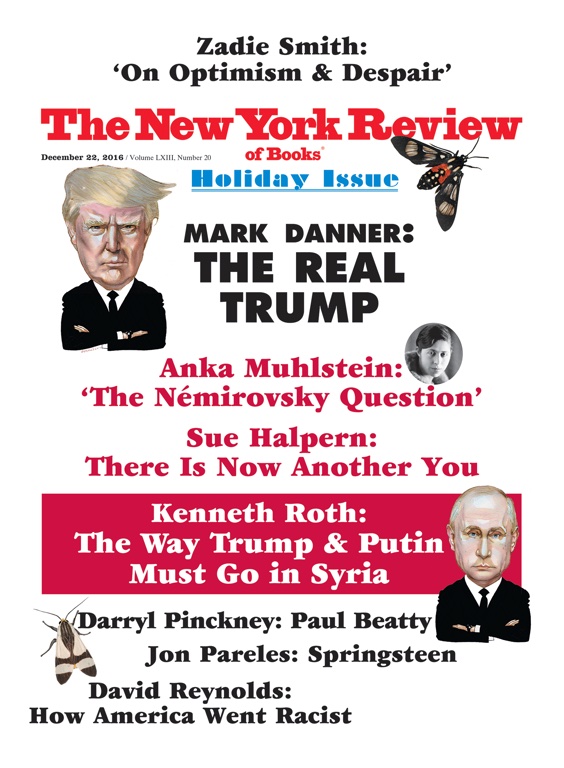 Zadie Smith:
‘On Optimism & Despair’
The New York Review
of Books®
December 22, 2016 / Volume LXIII, Number 20
Holiday Issue
MARK DANNER:
THE REAL
TRUMP
Anka Muhlstein:
‘The Némirovsky Question’
Sue Halpern:
There Is Now Another You
Kenneth Roth:
The Way Trump & Putin
Must Go in Syria
Darryl Pinckney: Paul Beatty
Jon Pareles: Springsteen
David Reynolds:
How America Went Racist